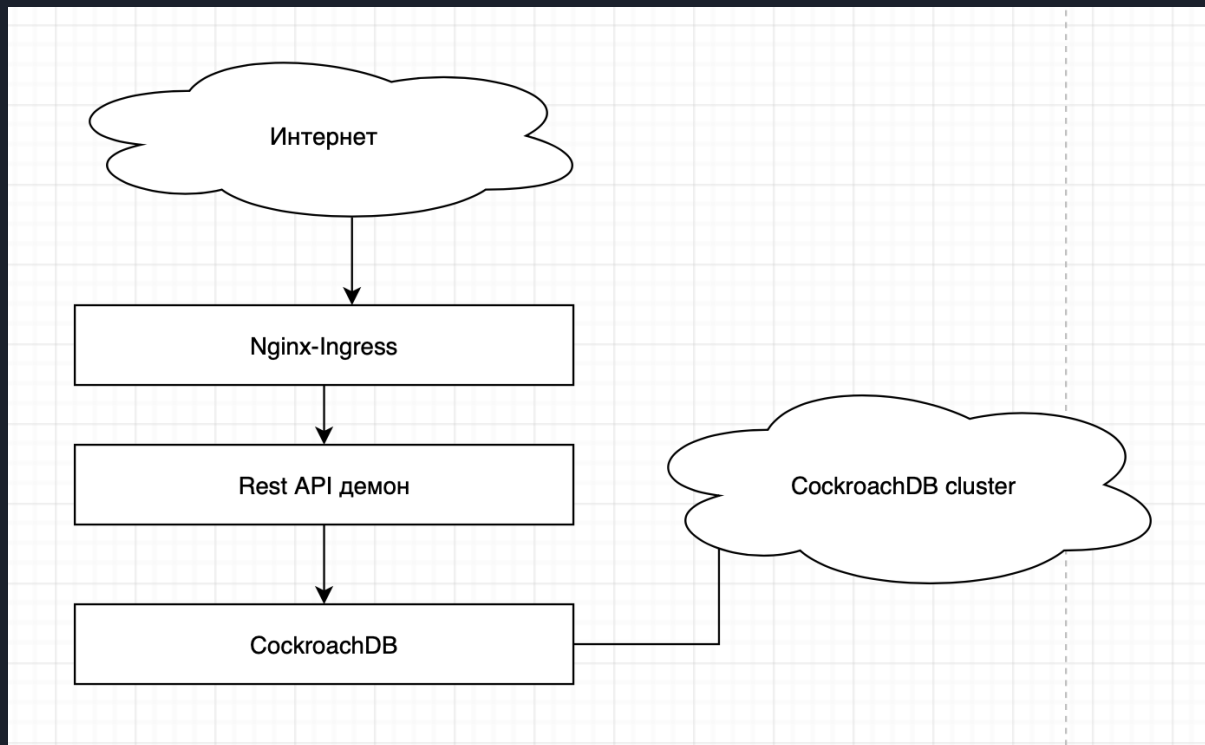 Интернет
Nginx-Ingress
Rest API демон
CockroachDB cluster
CockroachDB